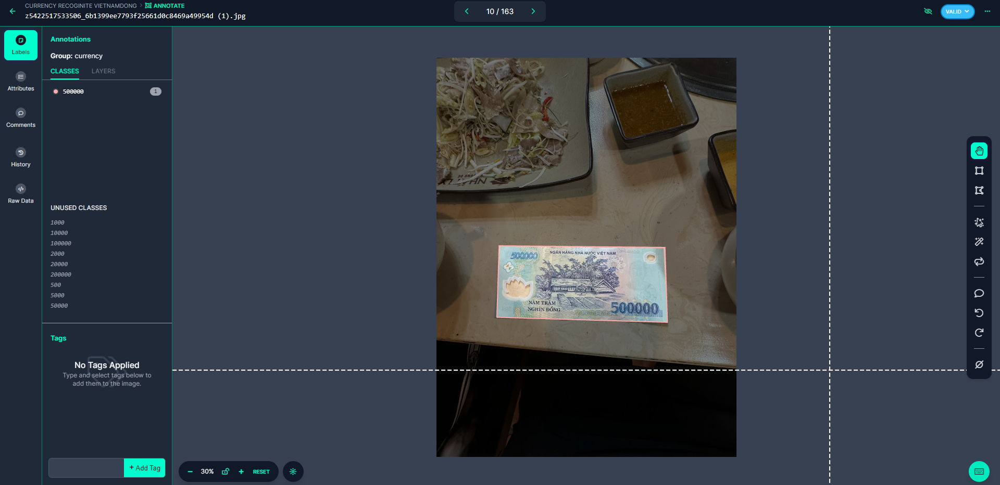 CURRENCY RECOGINITE VIETNAMDONG > ANNOTATE
z5422517533506_6b1399ee7793f25661d0c8469a49954d (1).jpg
10 / 163
VALID
Labels
Attributes
Comments
History
Raw Data
Annotations
Group: currency
CLASSES
LAYERS
500000
1
UNUSED CLASSES
1000
10000
100000
2000
20000
200000
500
5000
50000
Tags
No Tags Applied
Type and select tags below to
add them to the image.
+ Add Tag
500000
NGÂN HÀNG NHÀ NƯỚC VIỆT NAM
NĂM TRĂM
NGHÌN ĐỒNG
500000
30%
RESET